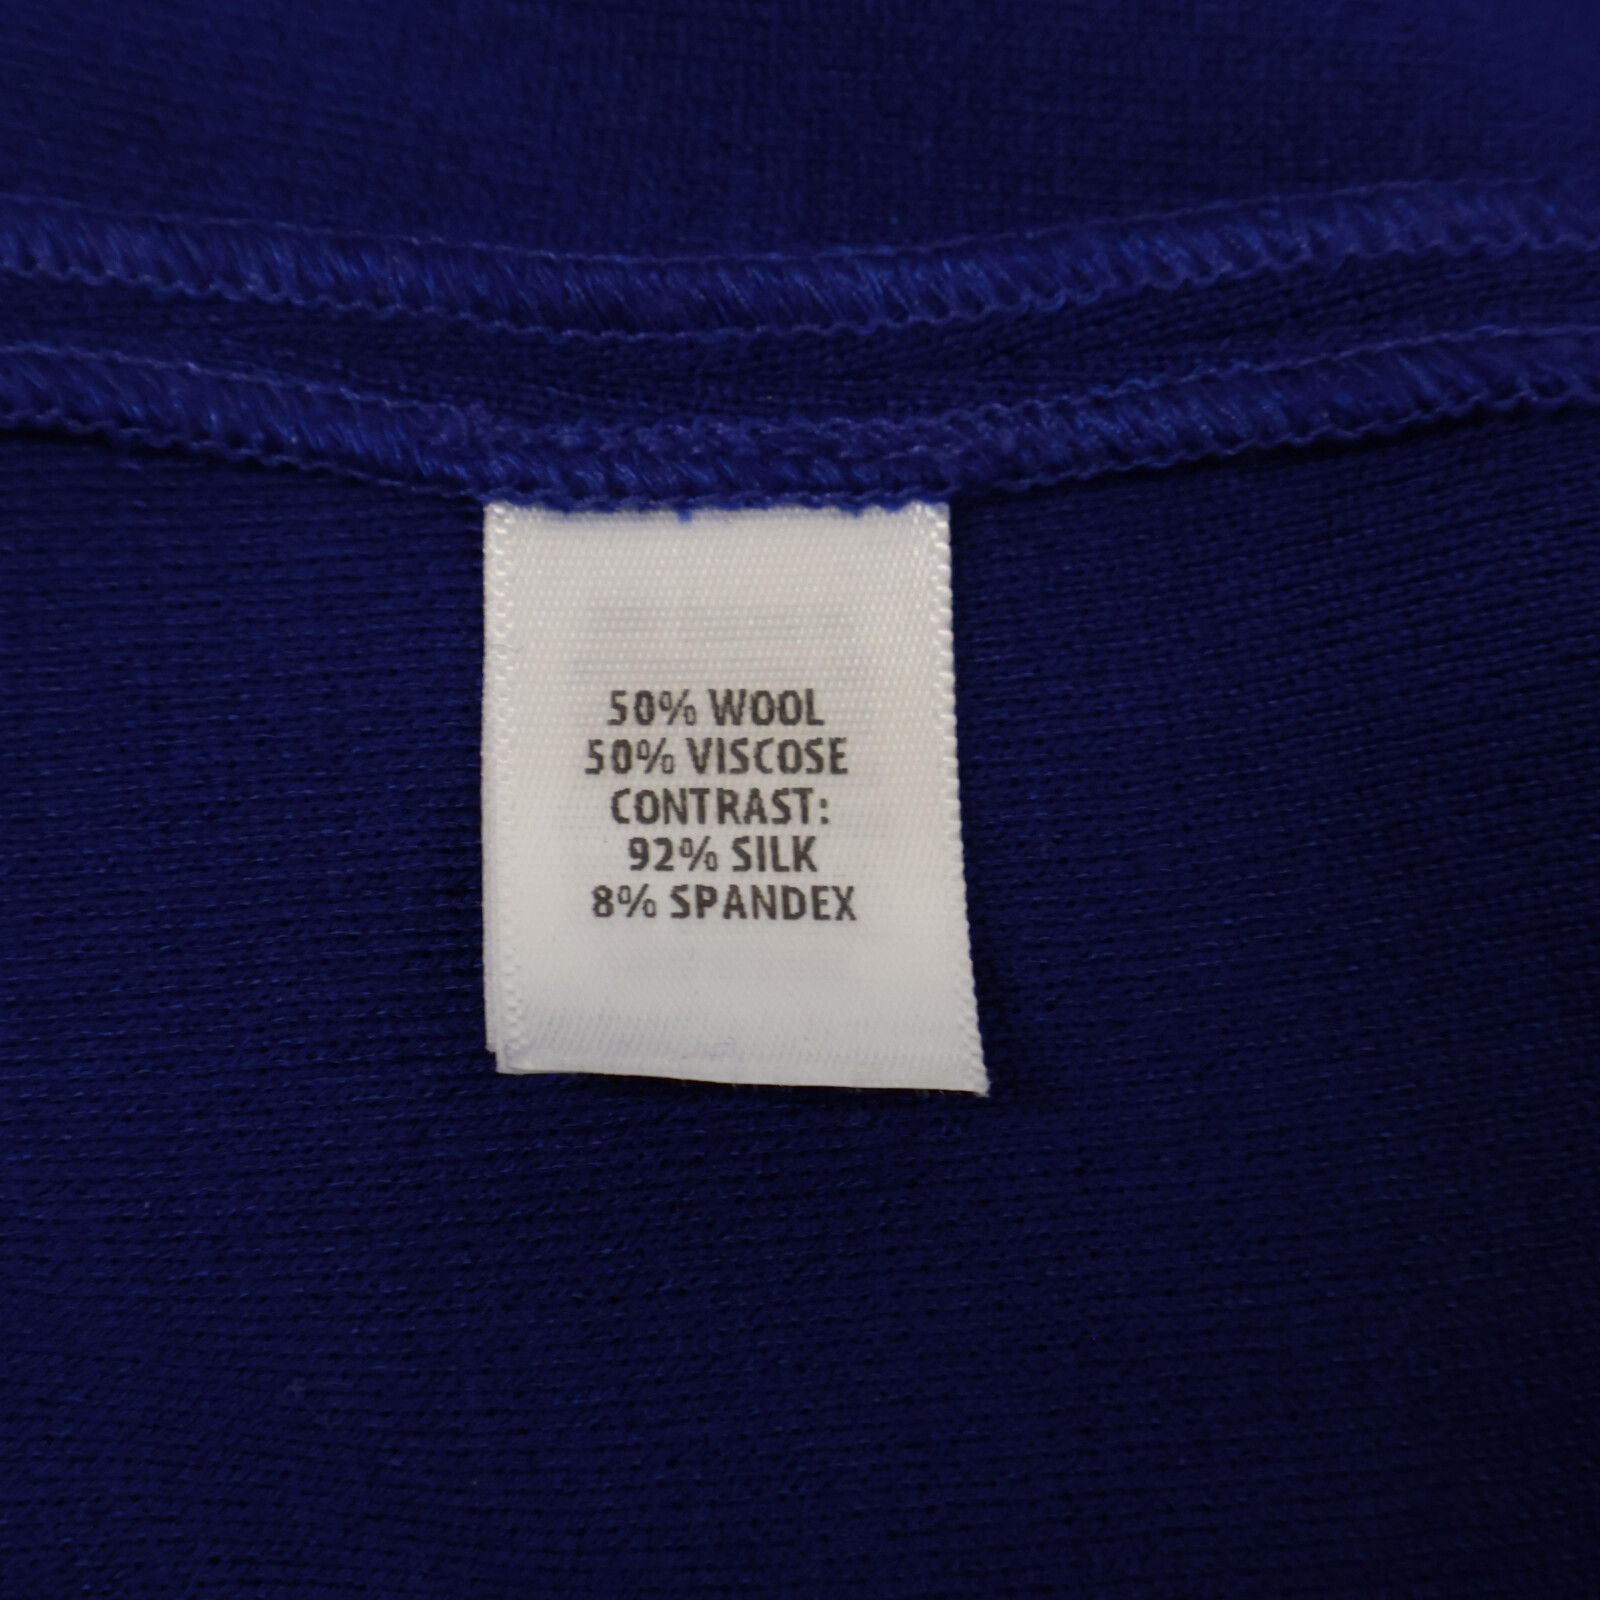 50% WOOL
50% VISCOSE
CONTRAST:
92% SILK
8% SPANDEX